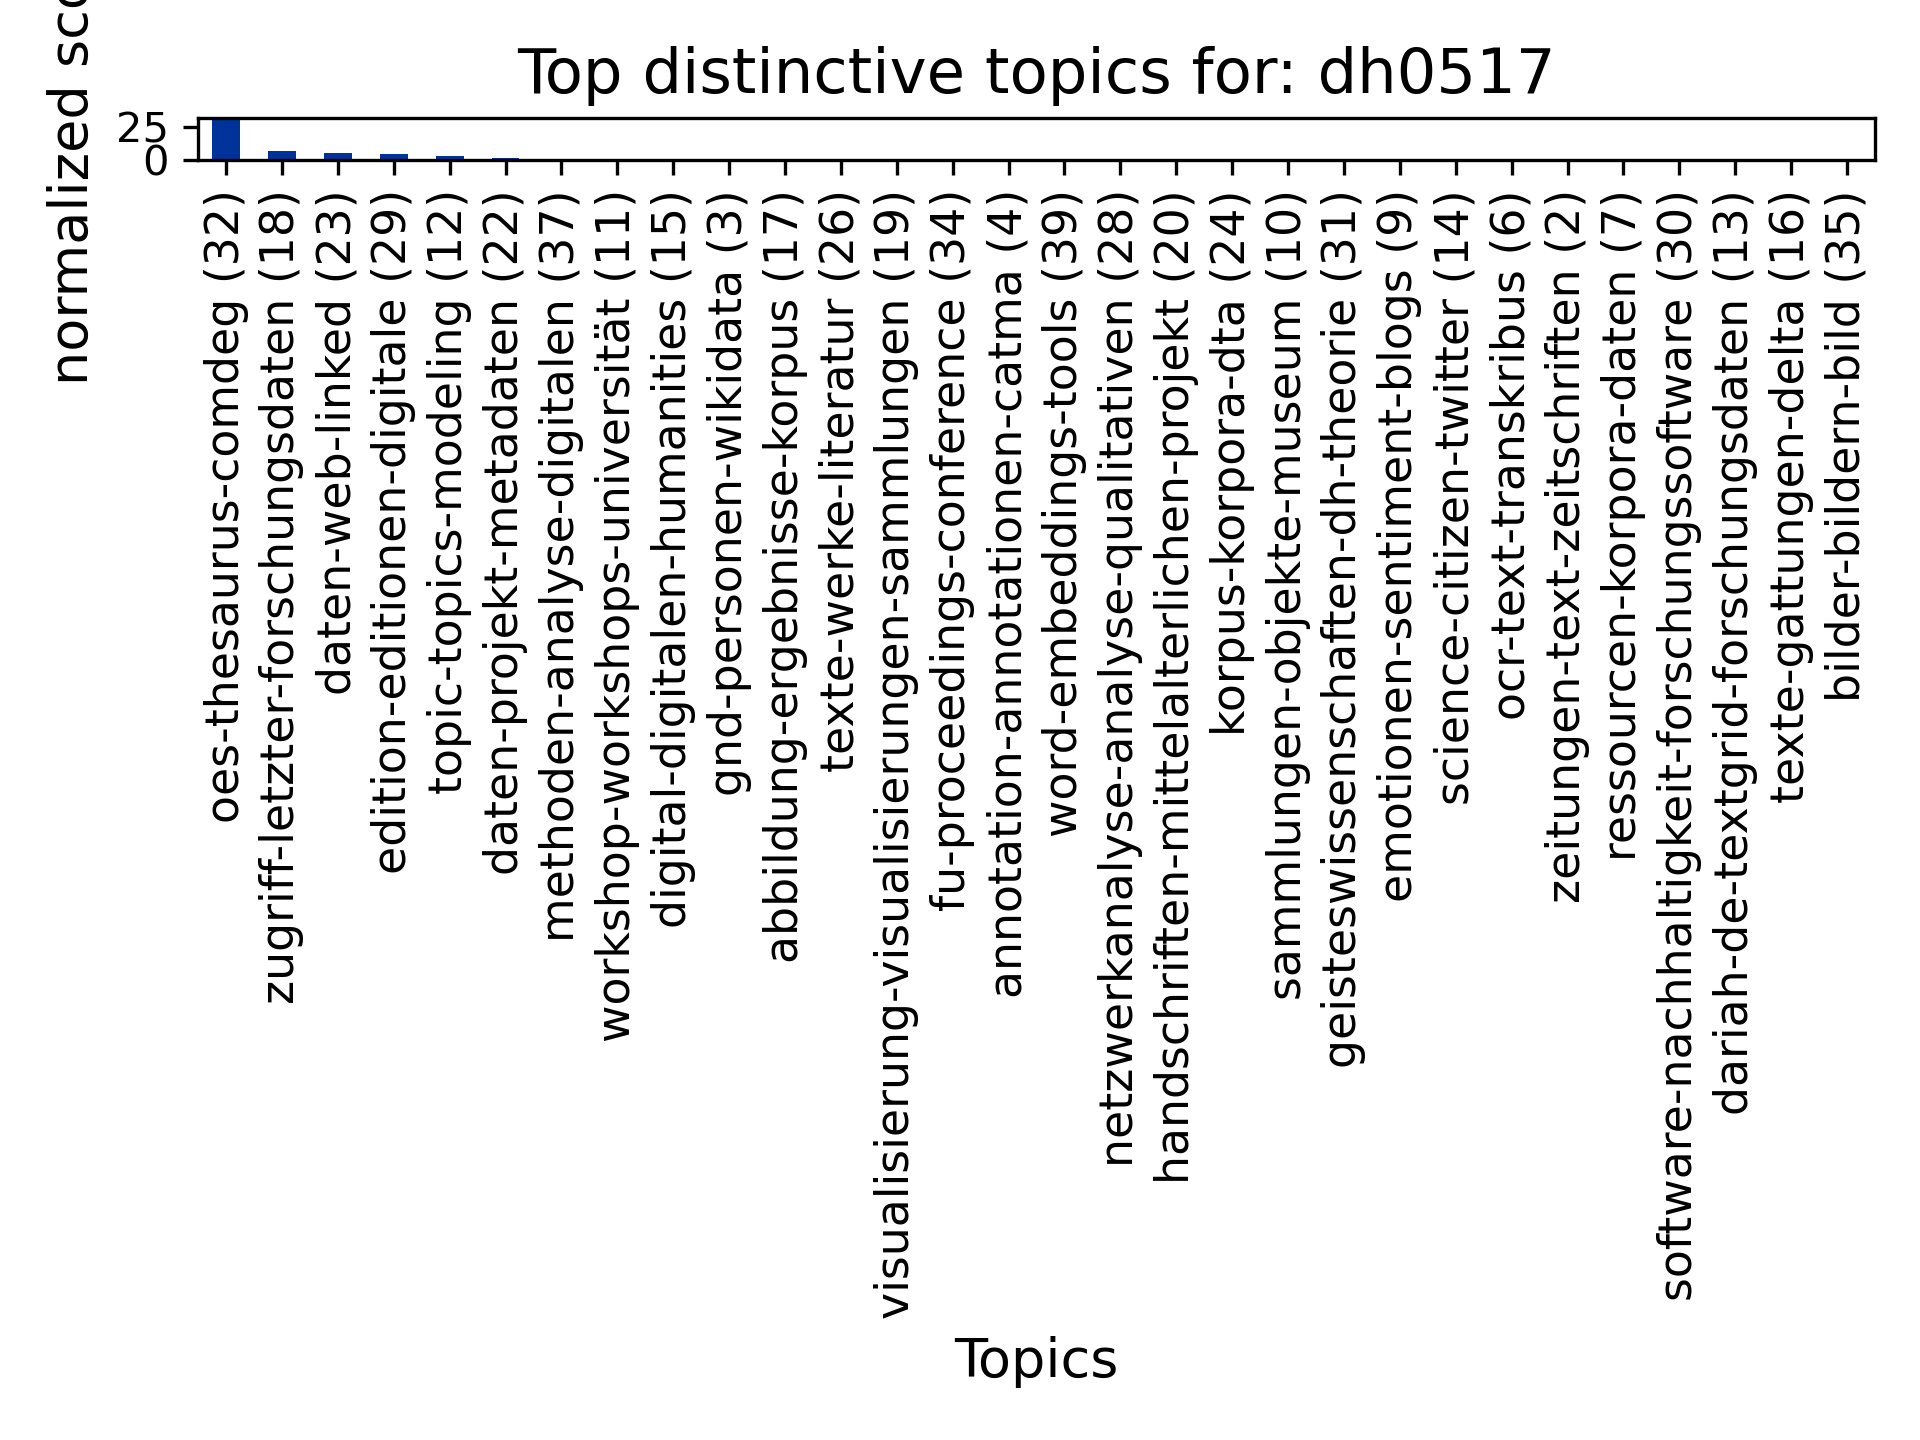 Top distinctive topics for: dh0517
normalized sco
25
0
oes-thesaurus-comdeg (32)
zugriff-letzter-forschungsdaten (18)
daten-web-linked (23)
edition-editionen-digitale (29)
topic-topics-modeling (12)
daten-projekt-metadaten (22)
methoden-analyse-digitalen (37)
workshop-workshops-universität (11)
digital-digitalen-humanities (15)
gnd-personen-wikidata (3)
abbildung-ergebnisse-korpus (17)
texte-werke-literatur (26)
visualisierung-visualisierungen-sammlungen (19)
fu-proceedings-conference (34)
annotation-annotationen-catma (4)
word-embeddings-tools (39)
netzwerkanalyse-analyse-qualitativen (28)
handschriften-mittelalterlichen-projekt (20)
korpus-korpora-dta (24)
sammlungen-objekte-museum (10)
geisteswissenschaften-dh-theorie (31)
emotionen-sentiment-blogs (9)
science-citizen-twitter (14)
ocr-text-transkribus (6)
zeitungen-text-zeitschriften (2)
ressourcen-korpora-daten (7)
software-nachhaltigkeit-forschungssoftware (30)
dariah-de-textgrid-forschungsdaten (13)
texte-gattungen-delta (16)
bilder-bildern-bild (35)
Topics